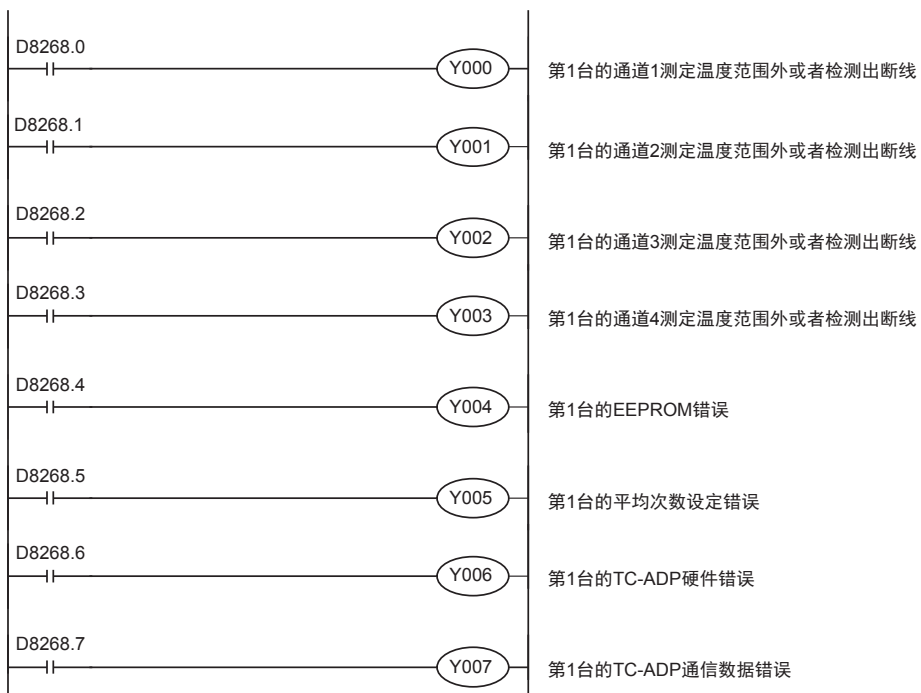 D8268.0
Y000
第1台的通道1测定温度范围外或者检测出断线
D8268.1
Y001
第1台的通道2测定温度范围外或者检测出断线
D8268.2
Y002
第1台的通道3测定温度范围外或者检测出断线
D8268.3
Y003
第1台的通道4测定温度范围外或者检测出断线
D8268.4
Y004
第1台的EEPROM错误
D8268.5
Y005
第1台的平均次数设定错误
D8268.6
Y006
第1台的TC-ADP硬件错误
D8268.7
Y007
第1台的TC-ADP通信数据错误